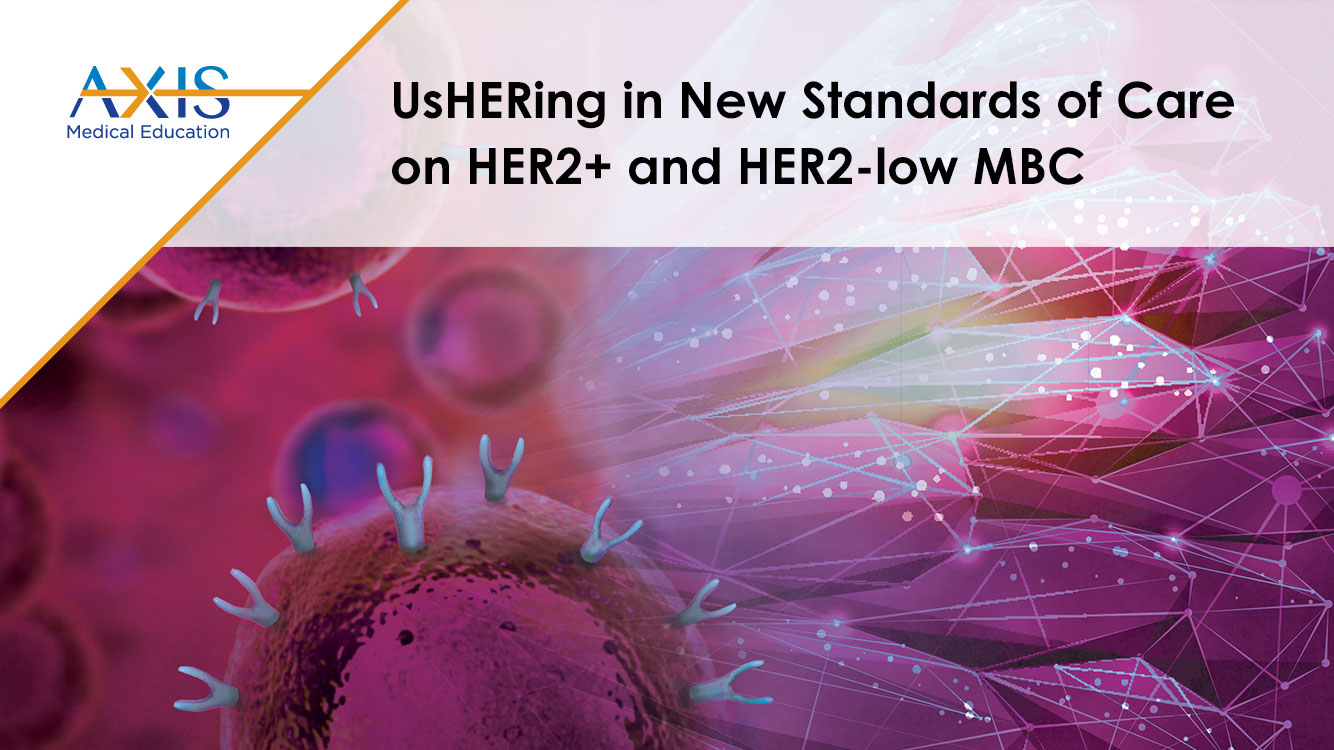 AXIS
Medical Education
UsHERing in New Standards of Care
on HER2+ and HER2-low MBC